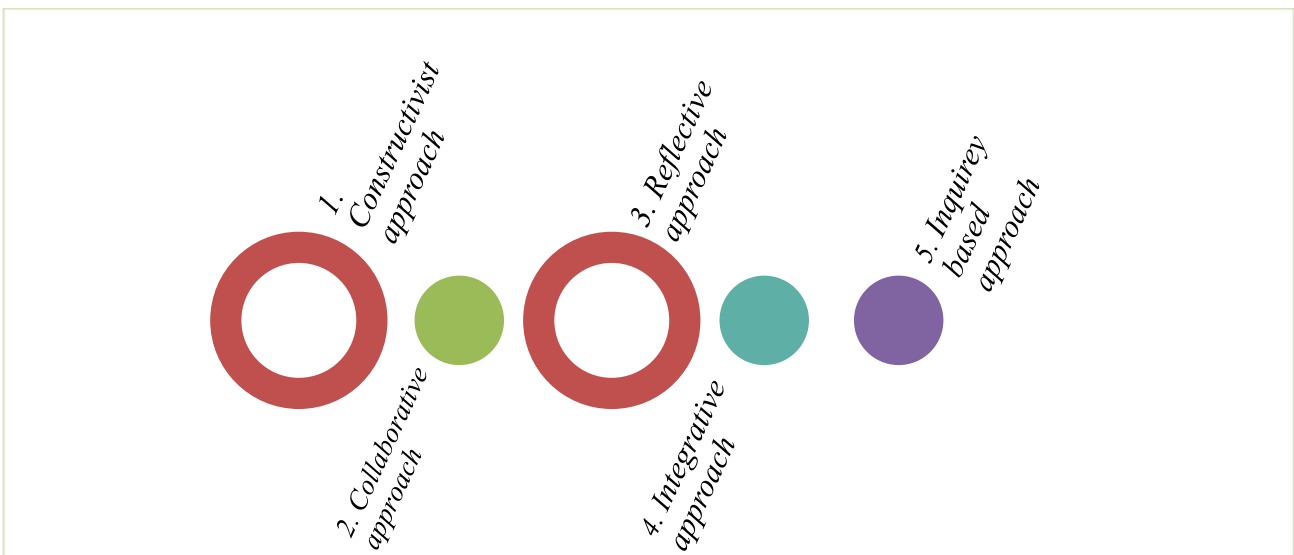 1.
Constructivist
approach
2. Collaborative
approach
3. Reflective
approach
4. Integrative
approach
5. Inquirey
based
approach